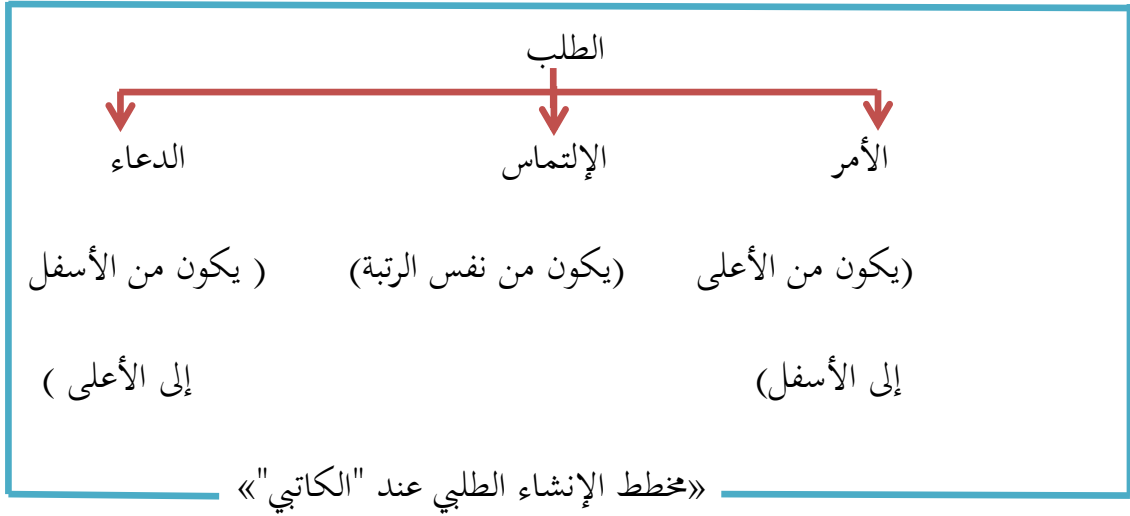 الطلب
الأمر الإلتماس الدعاء
(يكون من الأعلى (يكون من نفس الرتبة) ( يكون من الأسفل
إلى الأسفل) إلى الأعلى )
«مخطط الإنشاء الطلبي عند "الكاتبي"»